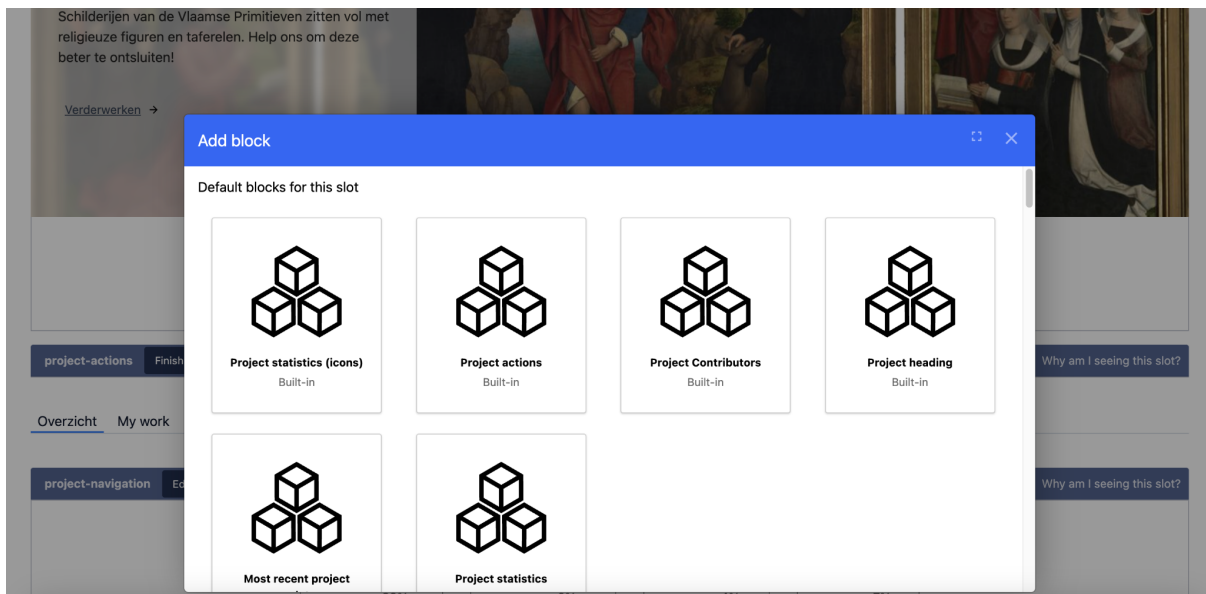 Schilderijen van de Vlaamse Primitieven zitten vol met
religieuze figuren en taferelen. Help ons om deze
beter te ontsluiten!
Verderwerken →
Add block
Default blocks for this slot
Project statistics (icons)
Built-in
Project actions
Built-in
Project Contributors
Built-in
Project heading
Built-in
project-actions Finish
Why am I seeing this slot?
Overzicht My work
project-navigation Ed
Why am I seeing this slot?
Most recent project
Project statistics